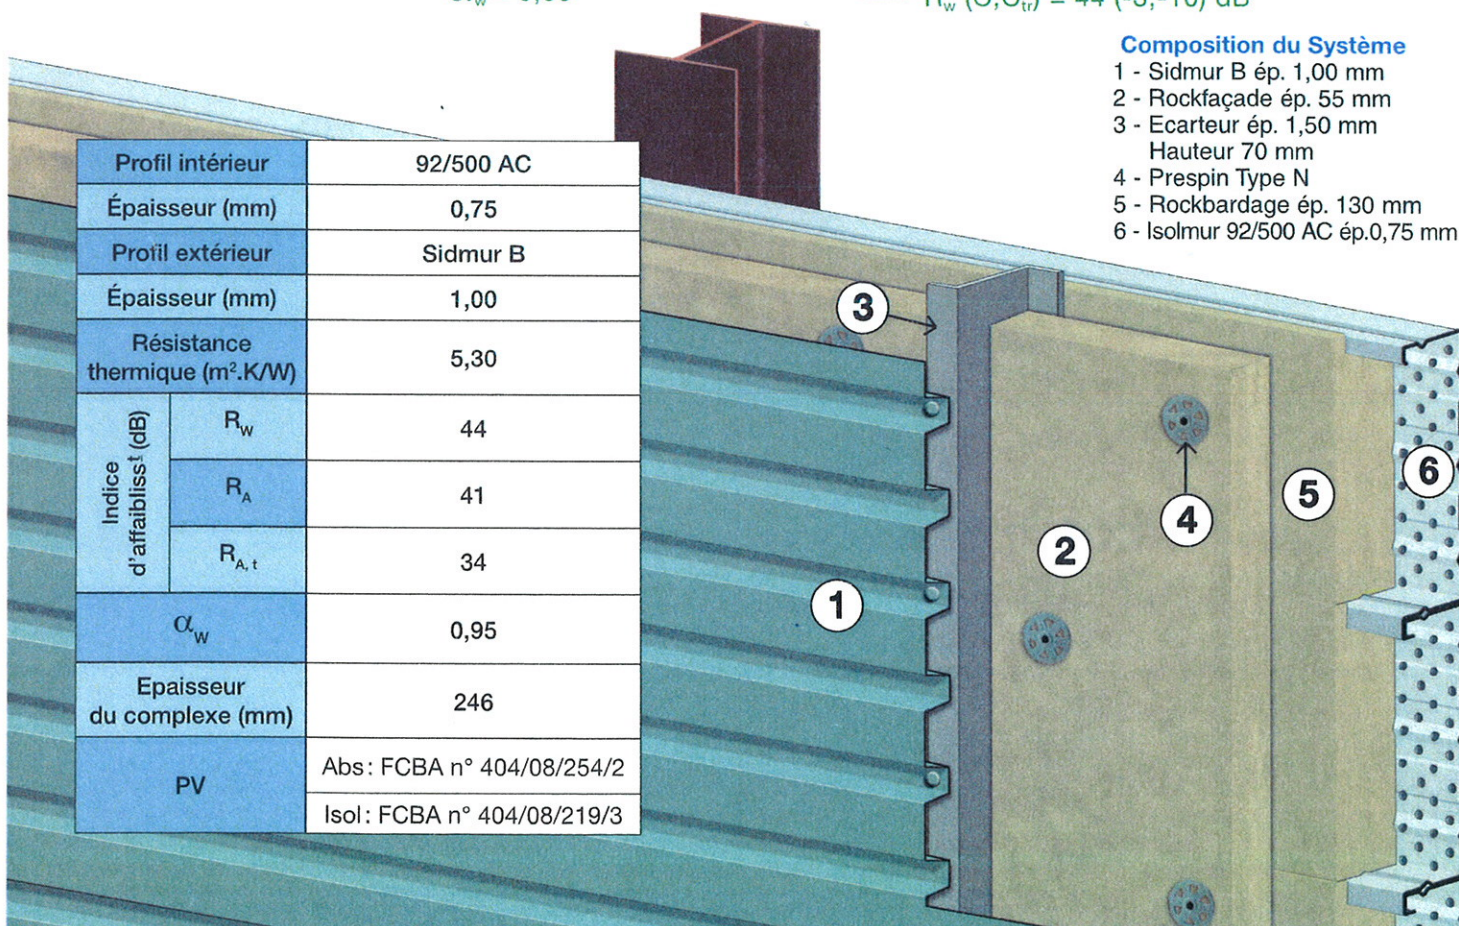 Composition du Système
1 - Sidmur B ép. 1,00 mm
2 - Rockfaçade ép. 55 mm
3 - Ecarteur ép. 1,50 mm
Hauteur 70 mm
4 - Prespin Type N
5 - Rockbardage ép. 130 mm
6 - Isolmur 92/500 AC ép.0,75 mm
Profil intérieur 92/500 AC
Épaisseur (mm) 0,75
Profil extérieur Sidmur B
Épaisseur (mm) 1,00
Résistance
thermique (m².K/W) 5,30
Indice
d'affaiblissᵗ (dB)
R_w 44
R_A 41
R_A, t 34
α_w 0,95
Epaisseur
du complexe (mm) 246
PV
Abs : FCBA n° 404/08/254/2
Isol : FCBA n° 404/08/219/3
3
1
2
4
5
6